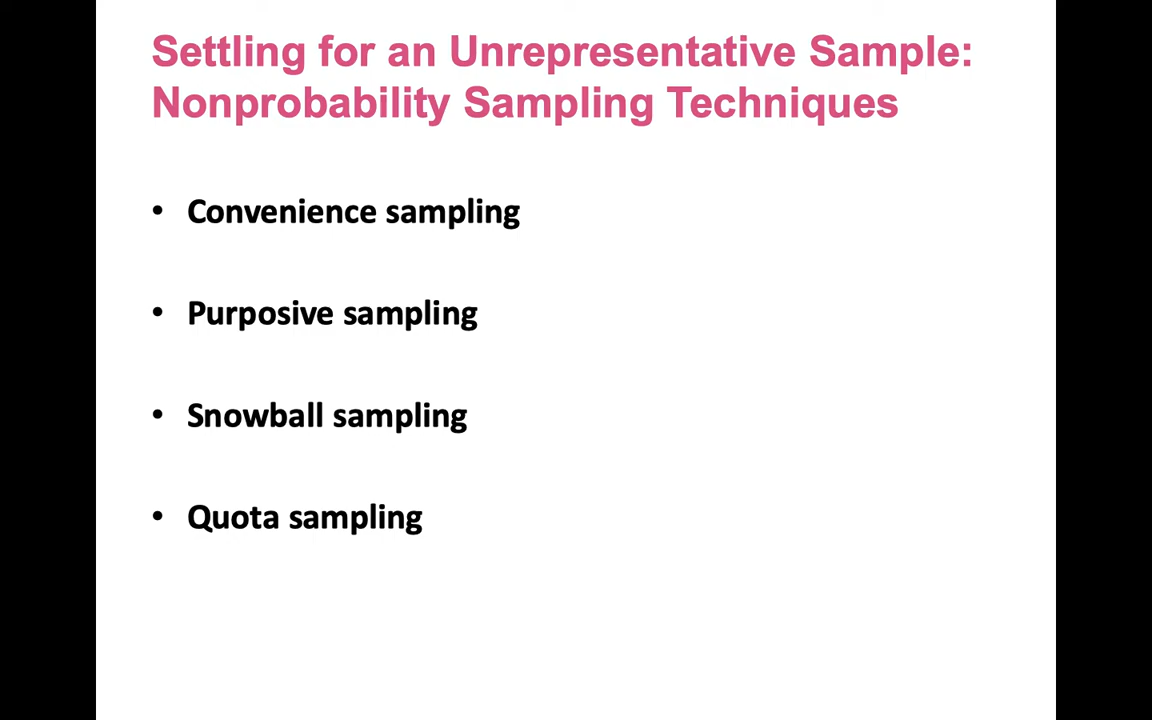 Settling for an Unrepresentative Sample:
Nonprobability Sampling Techniques
• Convenience sampling
• Purposive sampling
• Snowball sampling
• Quota sampling